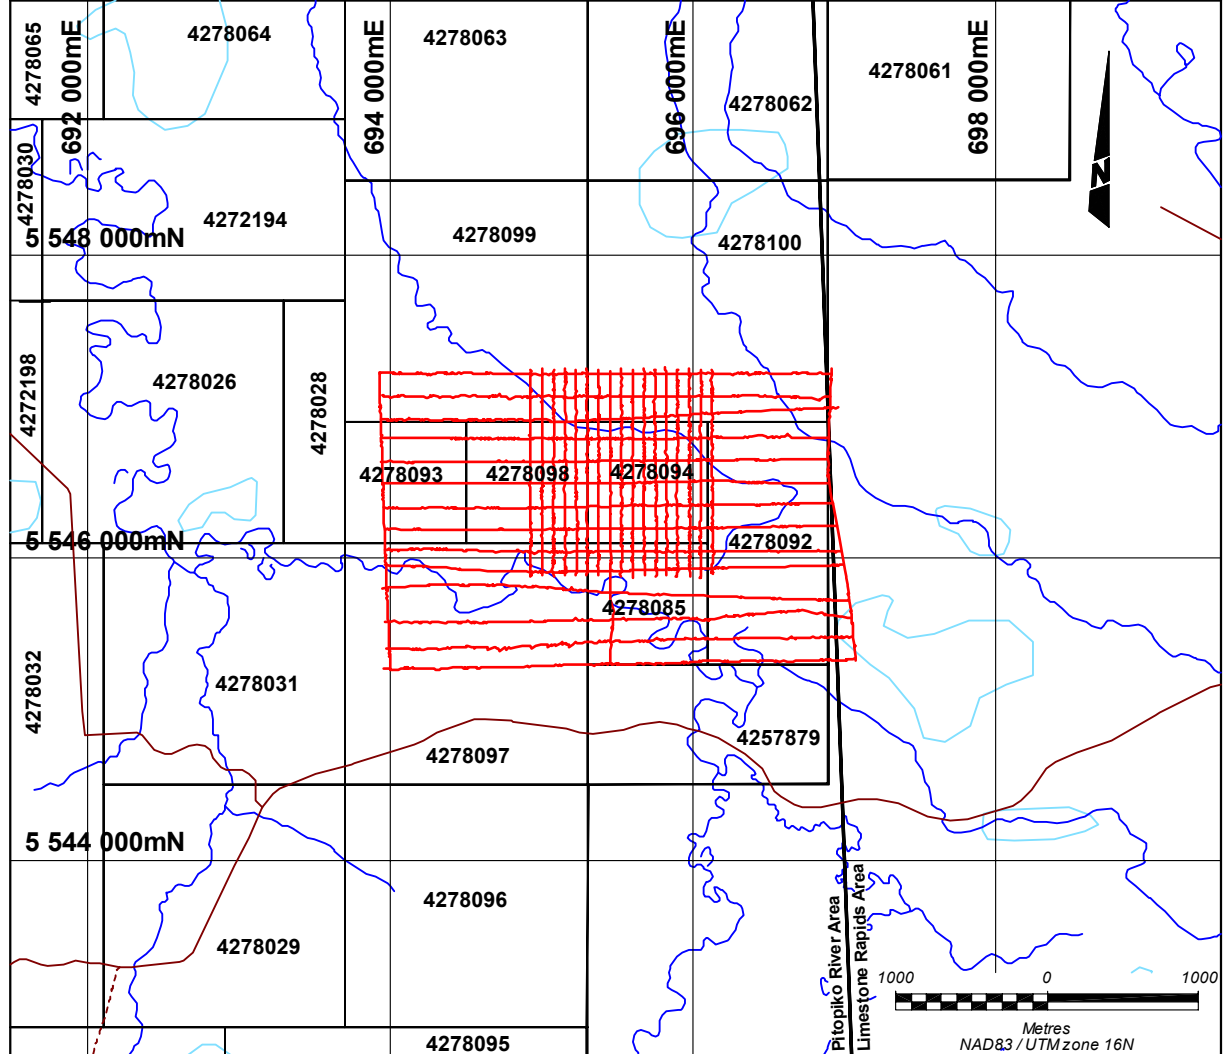 4278065
692 000mE
4278064
694 000mE
4278063
696 000mE
4278062
4278061
698 000mE
N
4278030
4272194
5 548 000mN
4278099
4278100
4272198
4278026
4278028
4278093
4278098
4278094
5 546 000mN
4278092
4278085
4278032
4278031
4278097
4257879
5 544 000mN
4278096
4278029
4278095
Pitopiko River Area
Limestone Rapids Area
1000 0 1000
Metres
NAD83 / UTM zone 16N